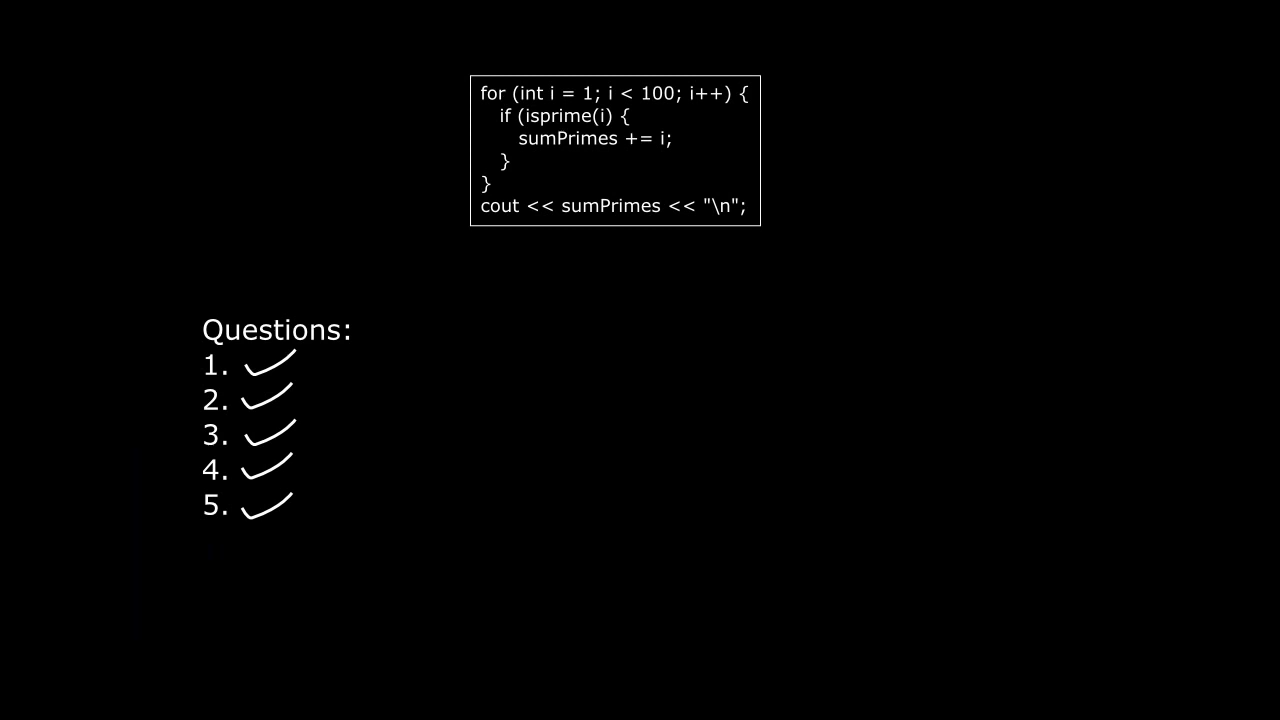 for (int i = 1; i < 100; i++) {
if (isprime(i) {
sumPrimes += i;
}
}
cout << sumPrimes << "\n";
Questions:
1.
2.
3.
4.
5.